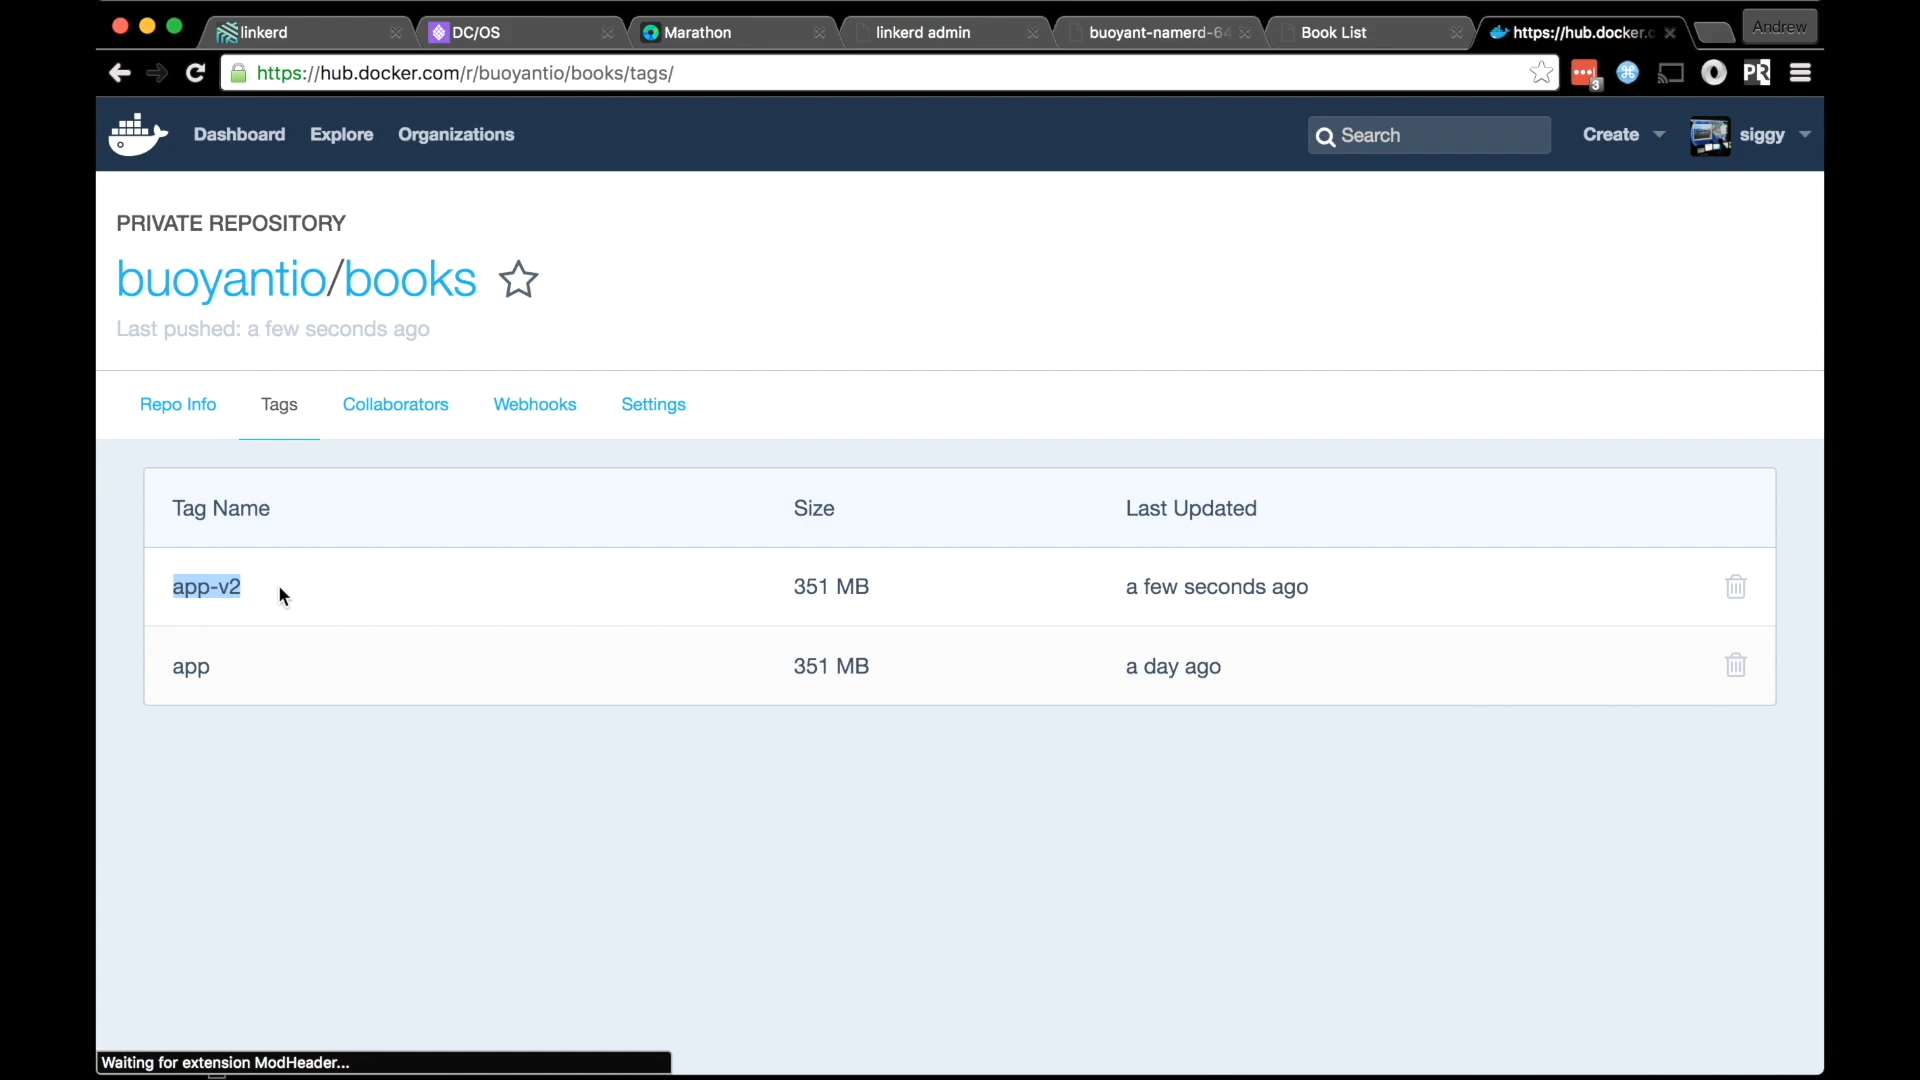 linkerd
DC/OS
Marathon
linkerd admin
buoyant-namerd-64
Book List
https://hub.docker.c
Andrew
https://hub.docker.com/r/buoyantio/books/tags/
3
PR
Dashboard
Explore
Organizations
Search
Create
siggy
PRIVATE REPOSITORY
buoyantio/books
Last pushed: a few seconds ago
Repo Info
Tags
Collaborators
Webhooks
Settings
Tag Name Size Last Updated
app-v2 351 MB a few seconds ago
app 351 MB a day ago
Waiting for extension ModHeader...